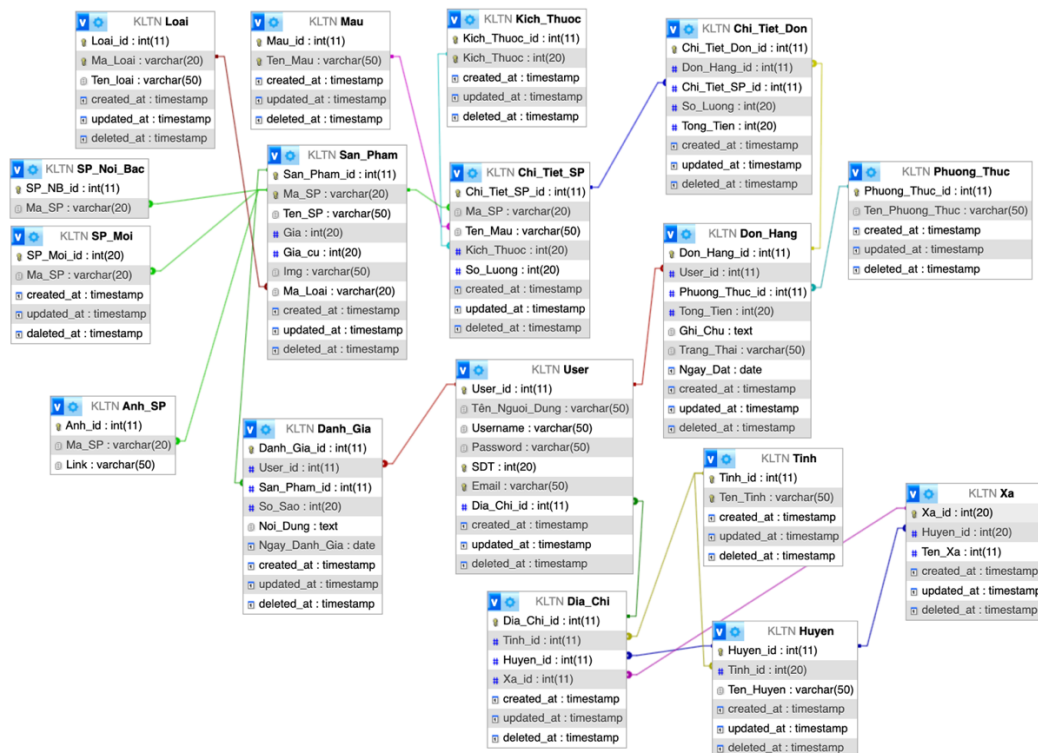 KLTN Loai
Loai_id : int(11)
Ma_Loai : varchar(20)
Ten_loai : varchar(50)
created_at : timestamp
updated_at : timestamp
deleted_at : timestamp
KLTN Mau
Mau_id : int(11)
Ten_Mau : varchar(50)
created_at : timestamp
updated_at : timestamp
deleted_at : timestamp
KLTN Kich_Thuoc
Kich_Thuoc_id : int(11)
Kich_Thuoc : int(20)
created_at : timestamp
updated_at : timestamp
deleted_at : timestamp
KLTN Chi_Tiet_Don
Chi_Tiet_Don_id : int(11)
Don_Hang_id : int(11)
Chi_Tiet_SP_id : int(11)
So_Luong : int(20)
Tong_Tien : int(20)
created_at : timestamp
updated_at : timestamp
deleted_at : timestamp
KLTN SP_Noi_Bac
SP_NB_id : int(11)
Ma_SP : varchar(20)
KLTN San_Pham
San_Pham_id : int(11)
Ma_SP : varchar(20)
Ten_SP : varchar(50)
Gia : int(20)
Gia_cu : int(20)
Img : varchar(50)
Ma_Loai : varchar(20)
created_at : timestamp
updated_at : timestamp
deleted_at : timestamp
KLTN Chi_Tiet_SP
Chi_Tiet_SP_id : int(11)
Ma_SP : varchar(20)
Ten_Mau : varchar(50)
Kich_Thuoc : int(20)
So_Luong : int(20)
created_at : timestamp
updated_at : timestamp
deleted_at : timestamp
KLTN Phuong_Thuc
Phuong_Thuc_id : int(11)
Ten_Phuong_Thuc : varchar(50)
created_at : timestamp
updated_at : timestamp
deleted_at : timestamp
KLTN SP_Moi
SP_Moi_id : int(20)
Ma_SP : varchar(20)
created_at : timestamp
updated_at : timestamp
daleted_at : timestamp
KLTN Don_Hang
Don_Hang_id : int(11)
User_id : int(11)
Phuong_Thuc_id : int(11)
Tong_Tien : int(20)
Ghi_Chu : text
Trang_Thai : varchar(50)
Ngay_Dat : date
created_at : timestamp
updated_at : timestamp
deleted_at : timestamp
KLTN User
User_id : int(11)
Tên_Nguoi_Dung : varchar(50)
Username : varchar(50)
Password : varchar(50)
SDT : int(20)
Email : varchar(50)
Dia_Chi_id : int(11)
created_at : timestamp
updated_at : timestamp
deleted_at : timestamp
KLTN Anh_SP
Anh_id : int(11)
Ma_SP : varchar(20)
Link : varchar(50)
KLTN Danh_Gia
Danh_Gia_id : int(11)
User_id : int(11)
San_Pham_id : int(11)
So_Sao : int(20)
Noi_Dung : text
Ngay_Danh_Gia : date
created_at : timestamp
updated_at : timestamp
deleted_at : timestamp
KLTN Tinh
Tinh_id : int(11)
Ten_Tinh : varchar(50)
created_at : timestamp
updated_at : timestamp
deleted_at : timestamp
KLTN Xa
Xa_id : int(20)
Huyen_id : int(20)
Ten_Xa : int(11)
created_at : timestamp
updated_at : timestamp
deleted_at : timestamp
KLTN Dia_Chi
Dia_Chi_id : int(11)
Tinh_id : int(11)
Huyen_id : int(11)
Xa_id : int(11)
created_at : timestamp
updated_at : timestamp
deleted_at : timestamp
KLTN Huyen
Huyen_id : int(11)
Tinh_id : int(20)
Ten_Huyen : varchar(50)
created_at : timestamp
updated_at : timestamp
deleted_at : timestamp